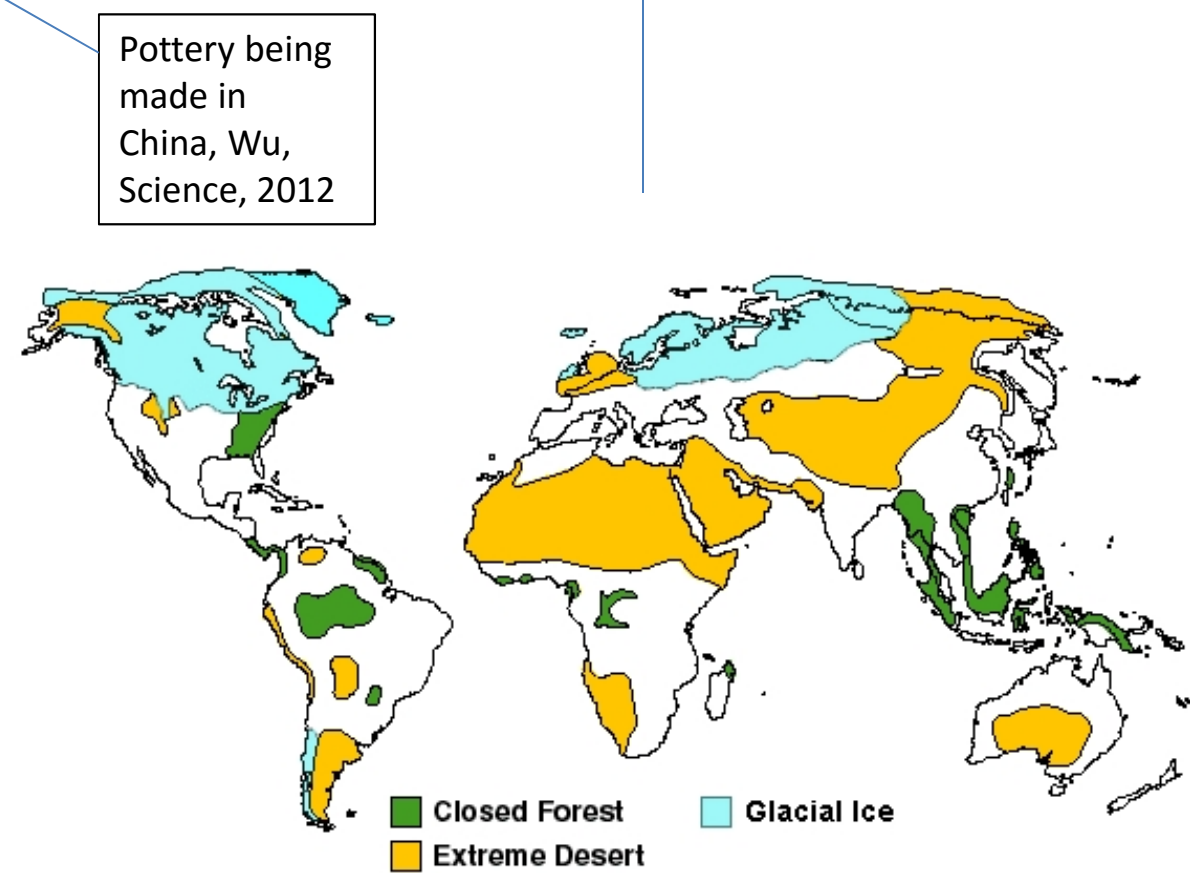 Pottery being
made in
China, Wu,
Science, 2012
Closed Forest
Glacial Ice
Extreme Desert